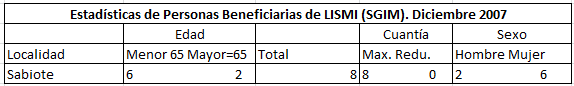 Estadísticas de Personas Beneficiarias de LISMI (SGIM). Diciembre 2007
Edad Cuantía Sexo
Localidad Menor 65 Mayor=65 Total Max. Redu. Hombre Mujer
Sabiote 6 2 8 8 0 2 6